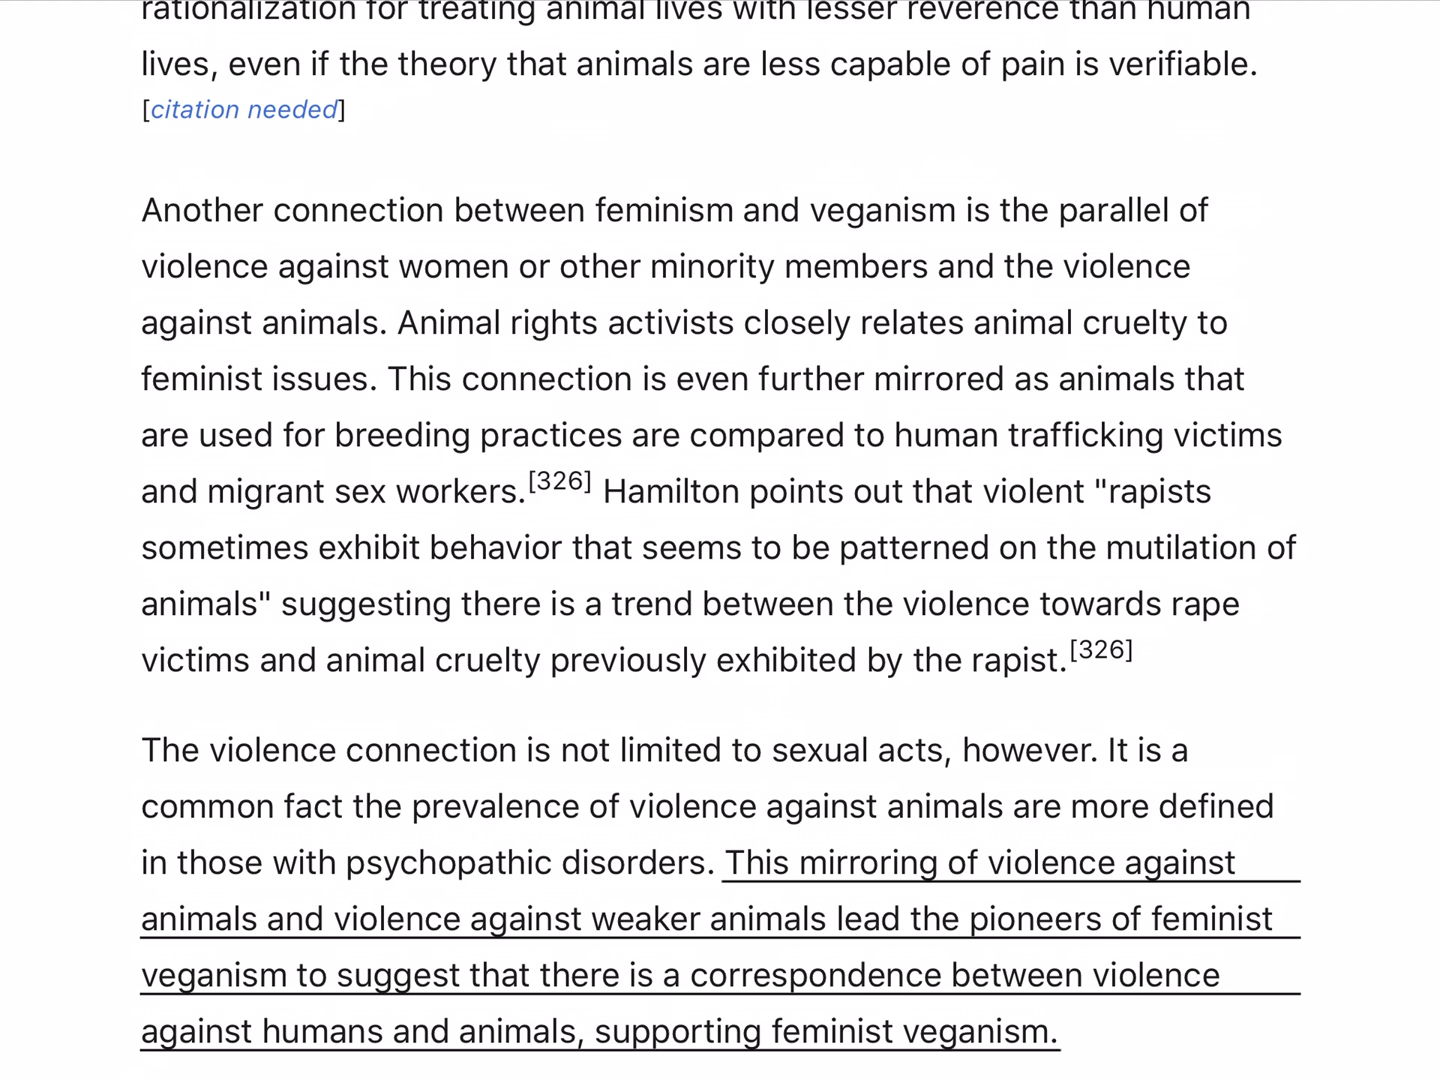 rationalization for treating animal lives with lesser reverence than human
lives, even if the theory that animals are less capable of pain is verifiable.
[citation needed]
Another connection between feminism and veganism is the parallel of
violence against women or other minority members and the violence
against animals. Animal rights activists closely relates animal cruelty to
feminist issues. This connection is even further mirrored as animals that
are used for breeding practices are compared to human trafficking victims
and migrant sex workers.[326] Hamilton points out that violent "rapists
sometimes exhibit behavior that seems to be patterned on the mutilation of
animals" suggesting there is a trend between the violence towards rape
victims and animal cruelty previously exhibited by the rapist.[326]
The violence connection is not limited to sexual acts, however. It is a
common fact the prevalence of violence against animals are more defined
in those with psychopathic disorders. This mirroring of violence against
animals and violence against weaker animals lead the pioneers of feminist
veganism to suggest that there is a correspondence between violence
against humans and animals, supporting feminist veganism.